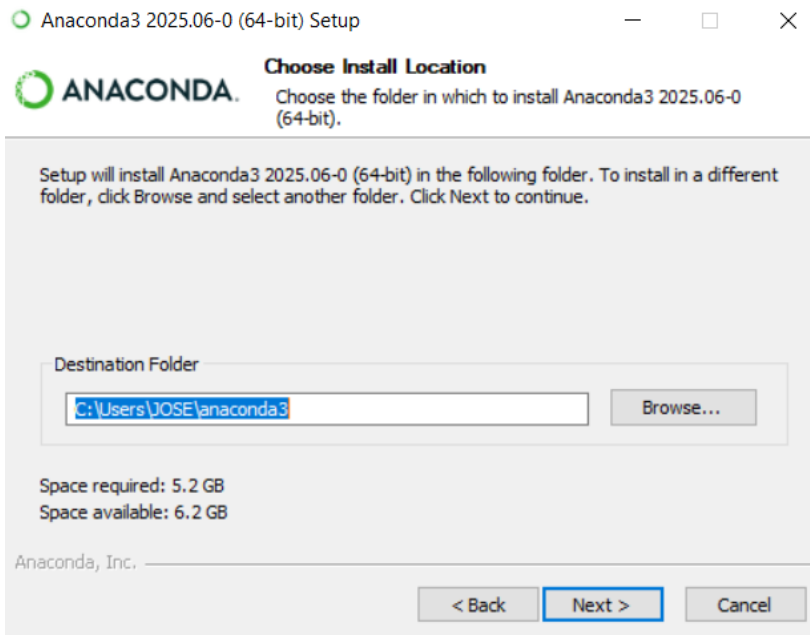 Anaconda3 2025.06-0 (64-bit) Setup
ANACONDA.
Choose Install Location
Choose the folder in which to install Anaconda3 2025.06-0
(64-bit).
Setup will install Anaconda3 2025.06-0 (64-bit) in the following folder. To install in a different
folder, click Browse and select another folder. Click Next to continue.
Destination Folder
C:\Users\JOSE\anaconda3
Browse...
Space required: 5.2 GB
Space available: 6.2 GB
Anaconda, Inc.
< Back
Next >
Cancel